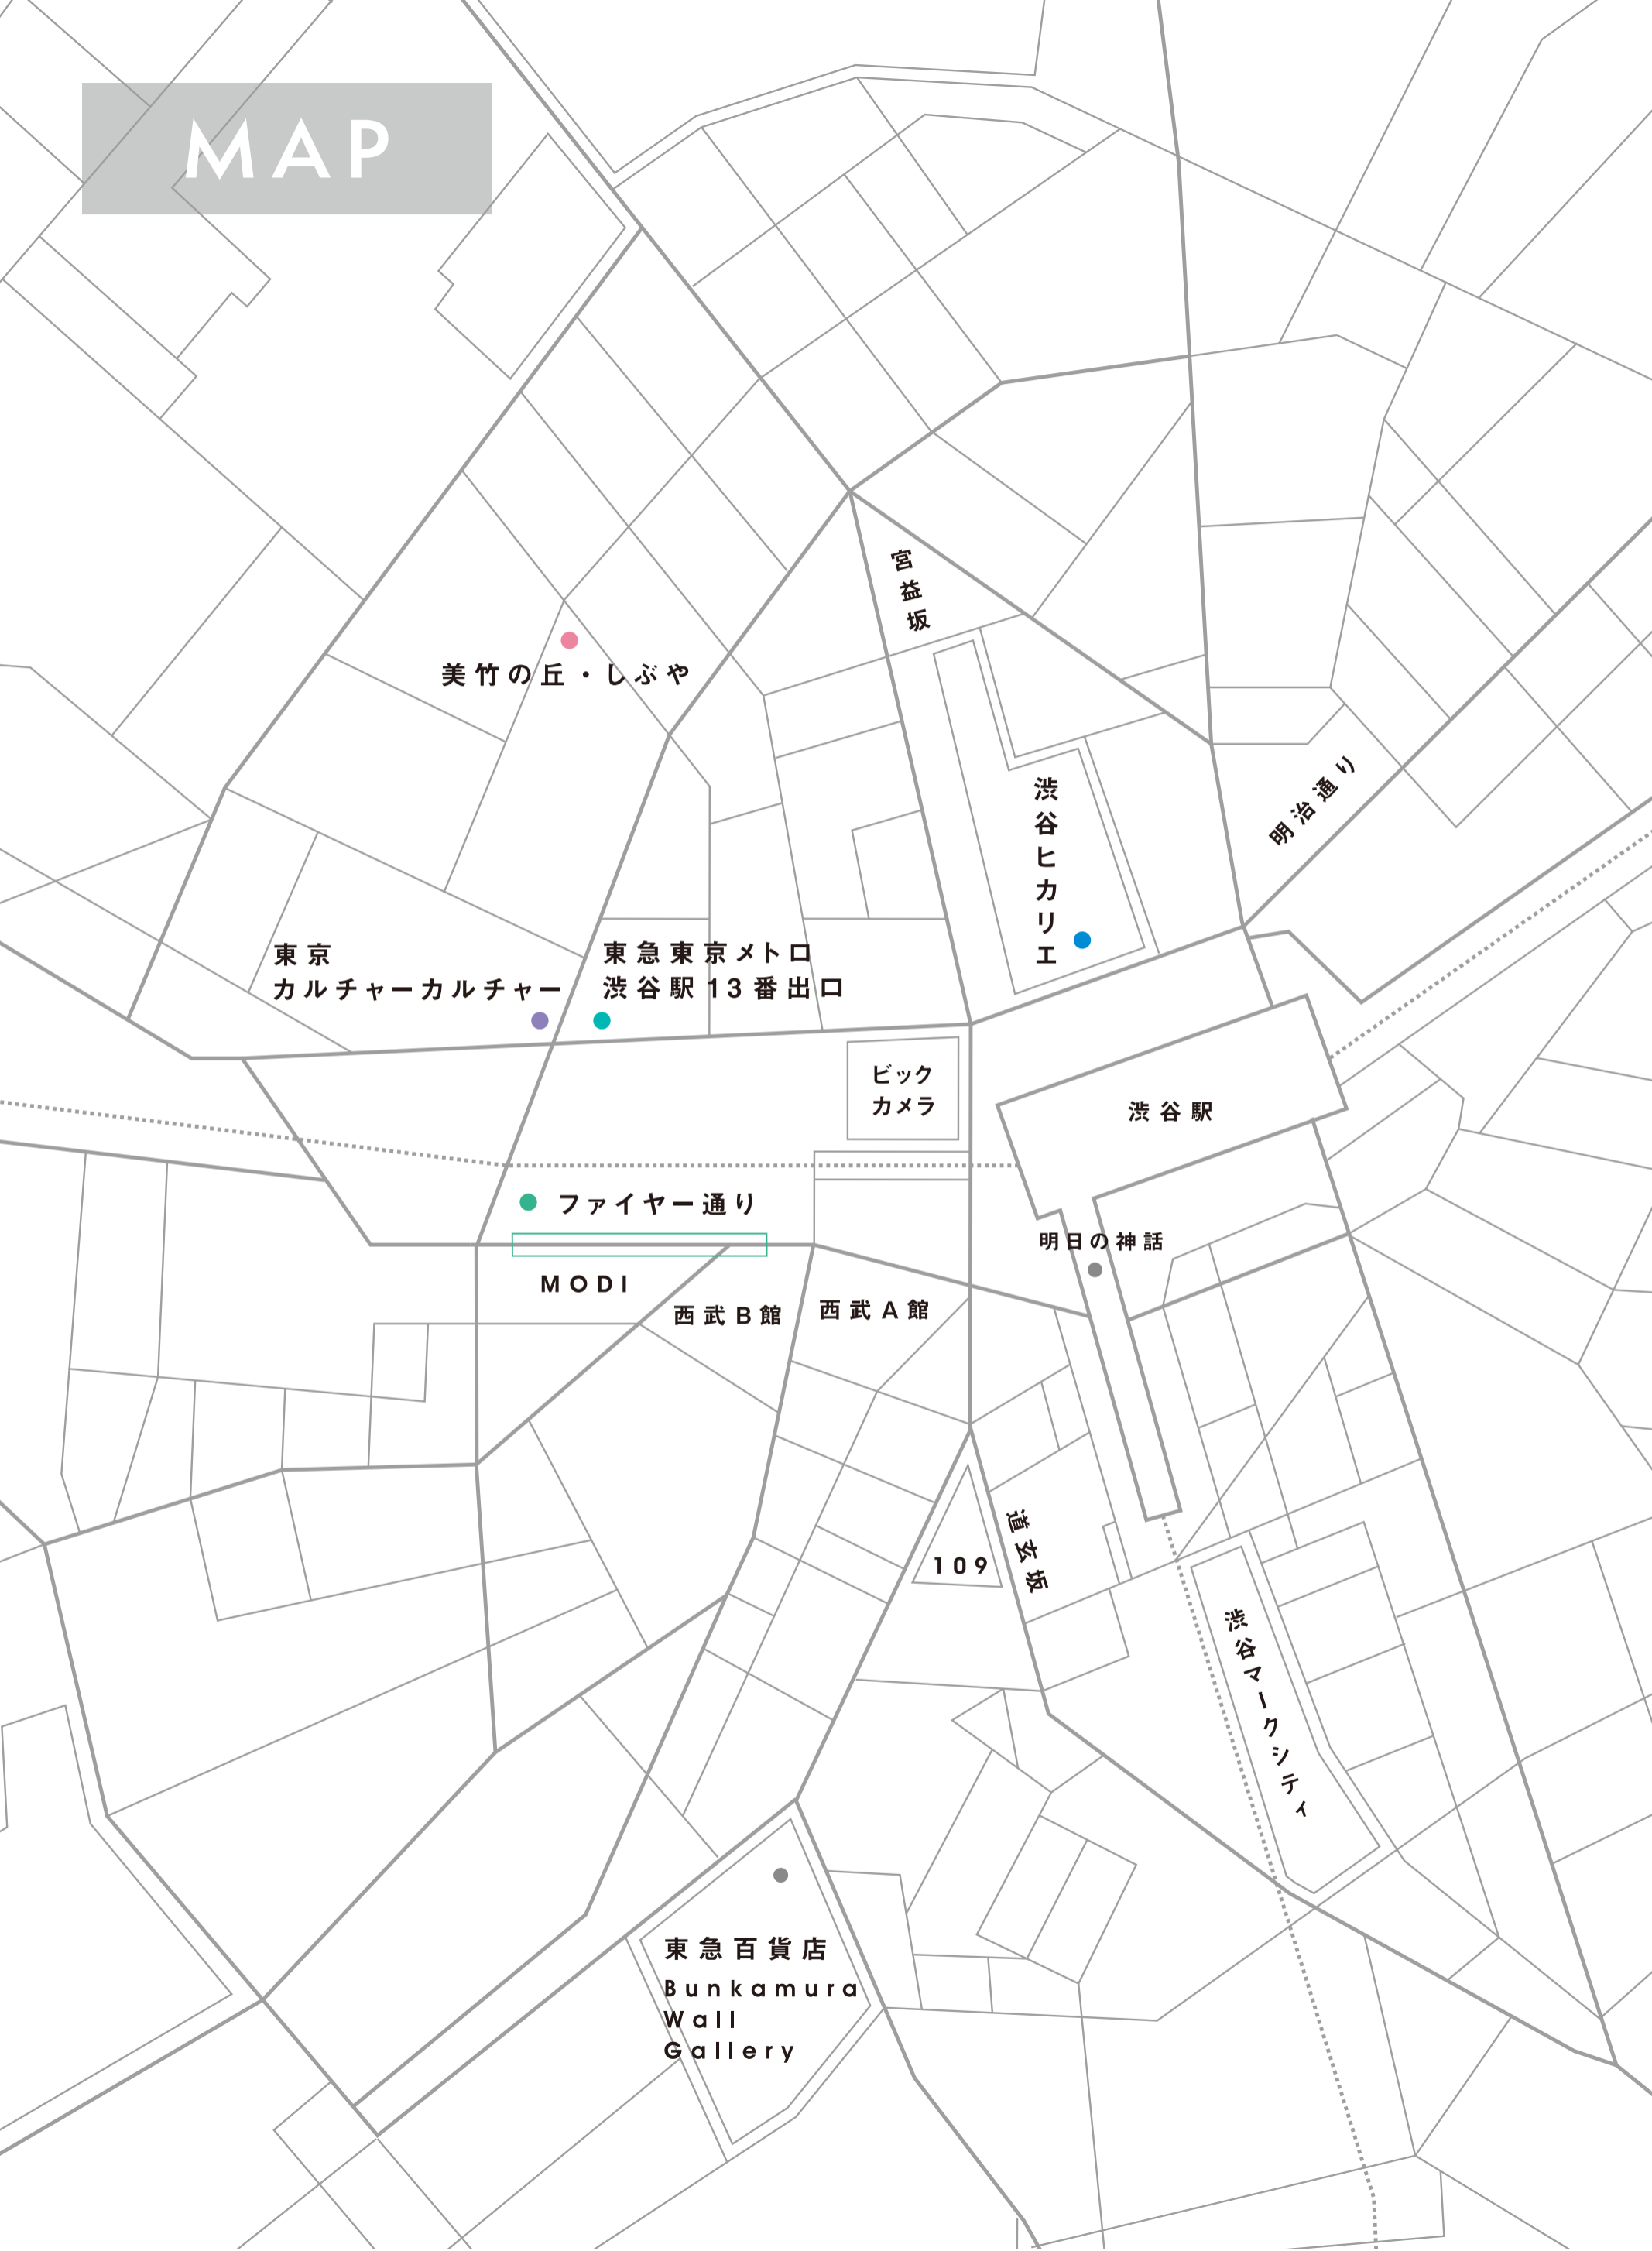 MAP
宮益坂
美竹の丘・しぶや
渋谷ヒカリエ
明治通り
東京
カルチャーカルチャー
東急東京メトロ
渋谷駅13番出口
ビック
カメラ
渋谷駅
ファイヤー通り
明日の神話
MODI
西武B館
西武A館
道玄坂
109
渋谷マークシティ
東急百貨店
Bunkamura
Wall
Gallery